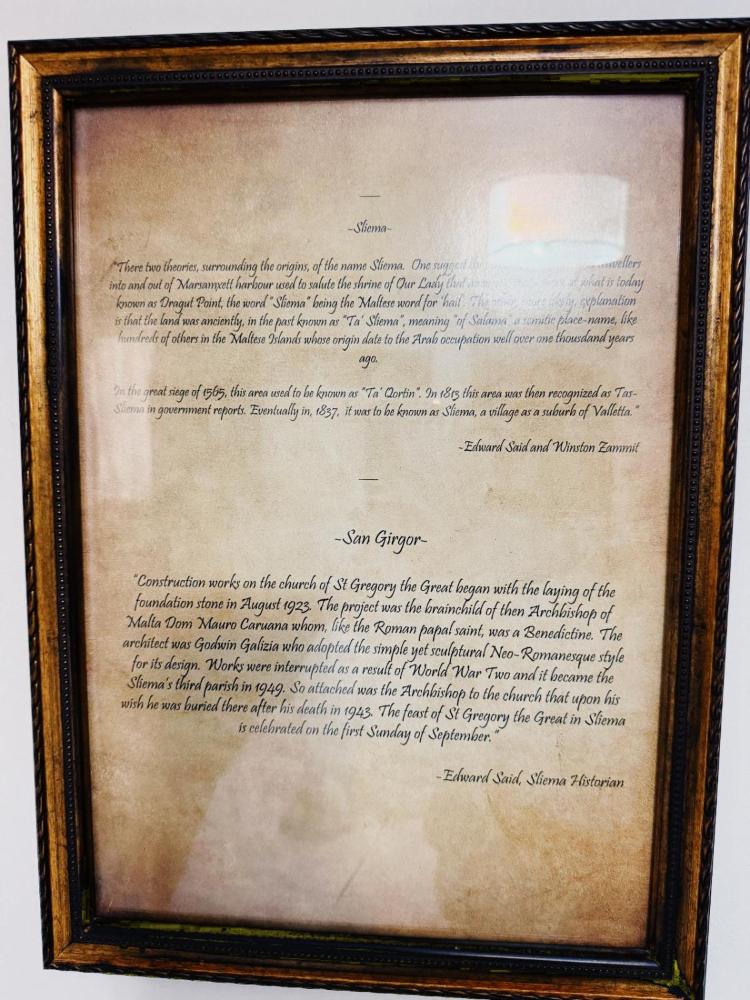 ~Sliema~
"There two theories, surrounding the origins, of the name Sliema. One suggest
into and out of Marsamxett harbour used to salute the shrine of Our Lady that at what is today
known as Dragut Point, the word "Sliema" being the Maltese word for 'hail'. The other, more explanation
is that the land was anciently, in the past known as "Ta' Sliema", meaning "of Salama" a semitic place-name, like
hundreds of others in the Maltese Islands whose origin date to the Arab occupation well over one thousdand years
ago.
In the great siege of 1565, this area used to be known as "Ta' Qortin". In 1813 this area was then recognized as Tas-
Sliema in government reports. Eventually in, 1837, it was to be known as Sliema, a village as a suburb of Valletta."
~Edward Said and Winston Zammit
~San Girgor~
"Construction works on the church of St Gregory the Great began with the laying of the
foundation stone in August 1923. The project was the brainchild of then Archbishop of
Malta Dom Mauro Caruana whom, like the Roman papal saint, was a Benedictine. The
architect was Godwin Galizia who adopted the simple yet sculptural Neo-Romanesque style
for its design. Works were interrupted as a result of World War Two and it became the
Sliema's third parish in 1949. So attached was the Archbishop to the church that upon his
wish he was buried there after his death in 1943. The feast of St Gregory the Great in Sliema
is celebrated on the first Sunday of September."
~Edward Said, Sliema Historian